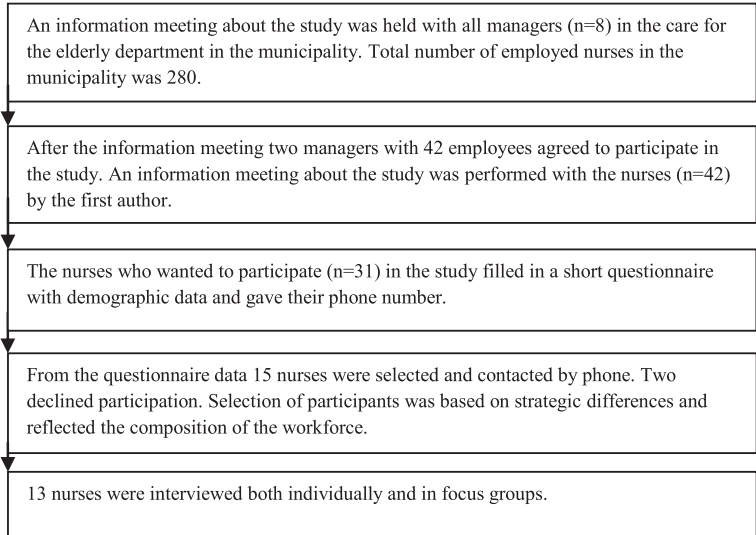 An information meeting about the study was held with all managers (n=8) in the care for
the elderly department in the municipality. Total number of employed nurses in the
municipality was 280.
After the information meeting two managers with 42 employees agreed to participate in
the study. An information meeting about the study was performed with the nurses (n=42)
by the first author.
The nurses who wanted to participate (n=31) in the study filled in a short questionnaire
with demographic data and gave their phone number.
From the questionnaire data 15 nurses were selected and contacted by phone. Two
declined participation. Selection of participants was based on strategic differences and
reflected the composition of the workforce.
13 nurses were interviewed both individually and in focus groups.